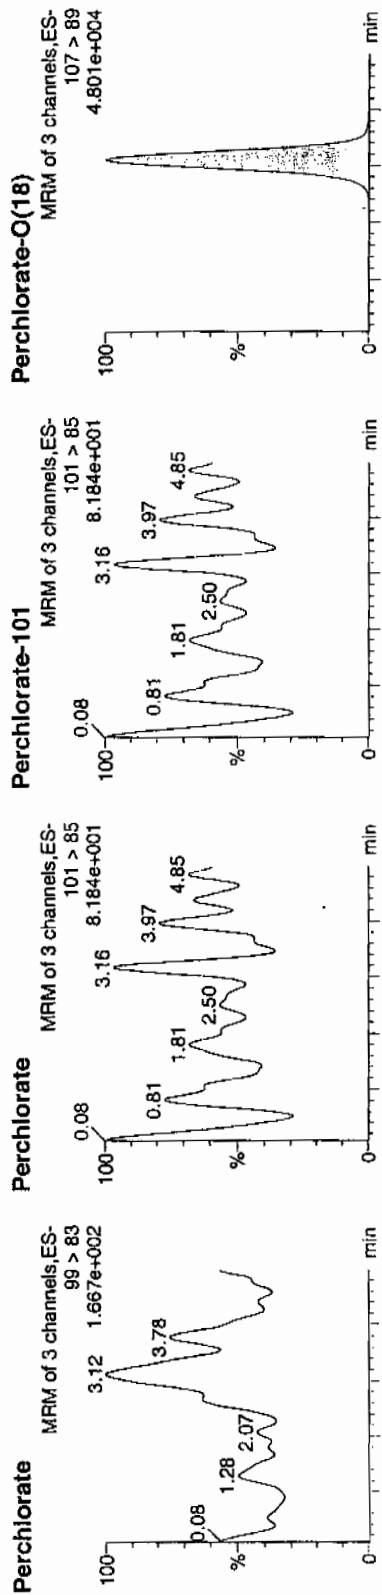 Perchlorate
MRM of 3 channels,ES-
99 > 83
1.667e+002
100
%
0
0.08
1.28
2.07
3.12
3.78
min
Perchlorate
MRM of 3 channels,ES-
101 > 85
8.184e+001
100
%
0
0.08
0.81
1.81
2.50
3.16
3.97
4.85
min
Perchlorate-101
MRM of 3 channels,ES-
101 > 85
8.184e+001
100
%
0
0.08
0.81
1.81
2.50
3.16
3.97
4.85
min
Perchlorate-O(18)
MRM of 3 channels,ES-
107 > 89
4.801e+004
100
%
0
min